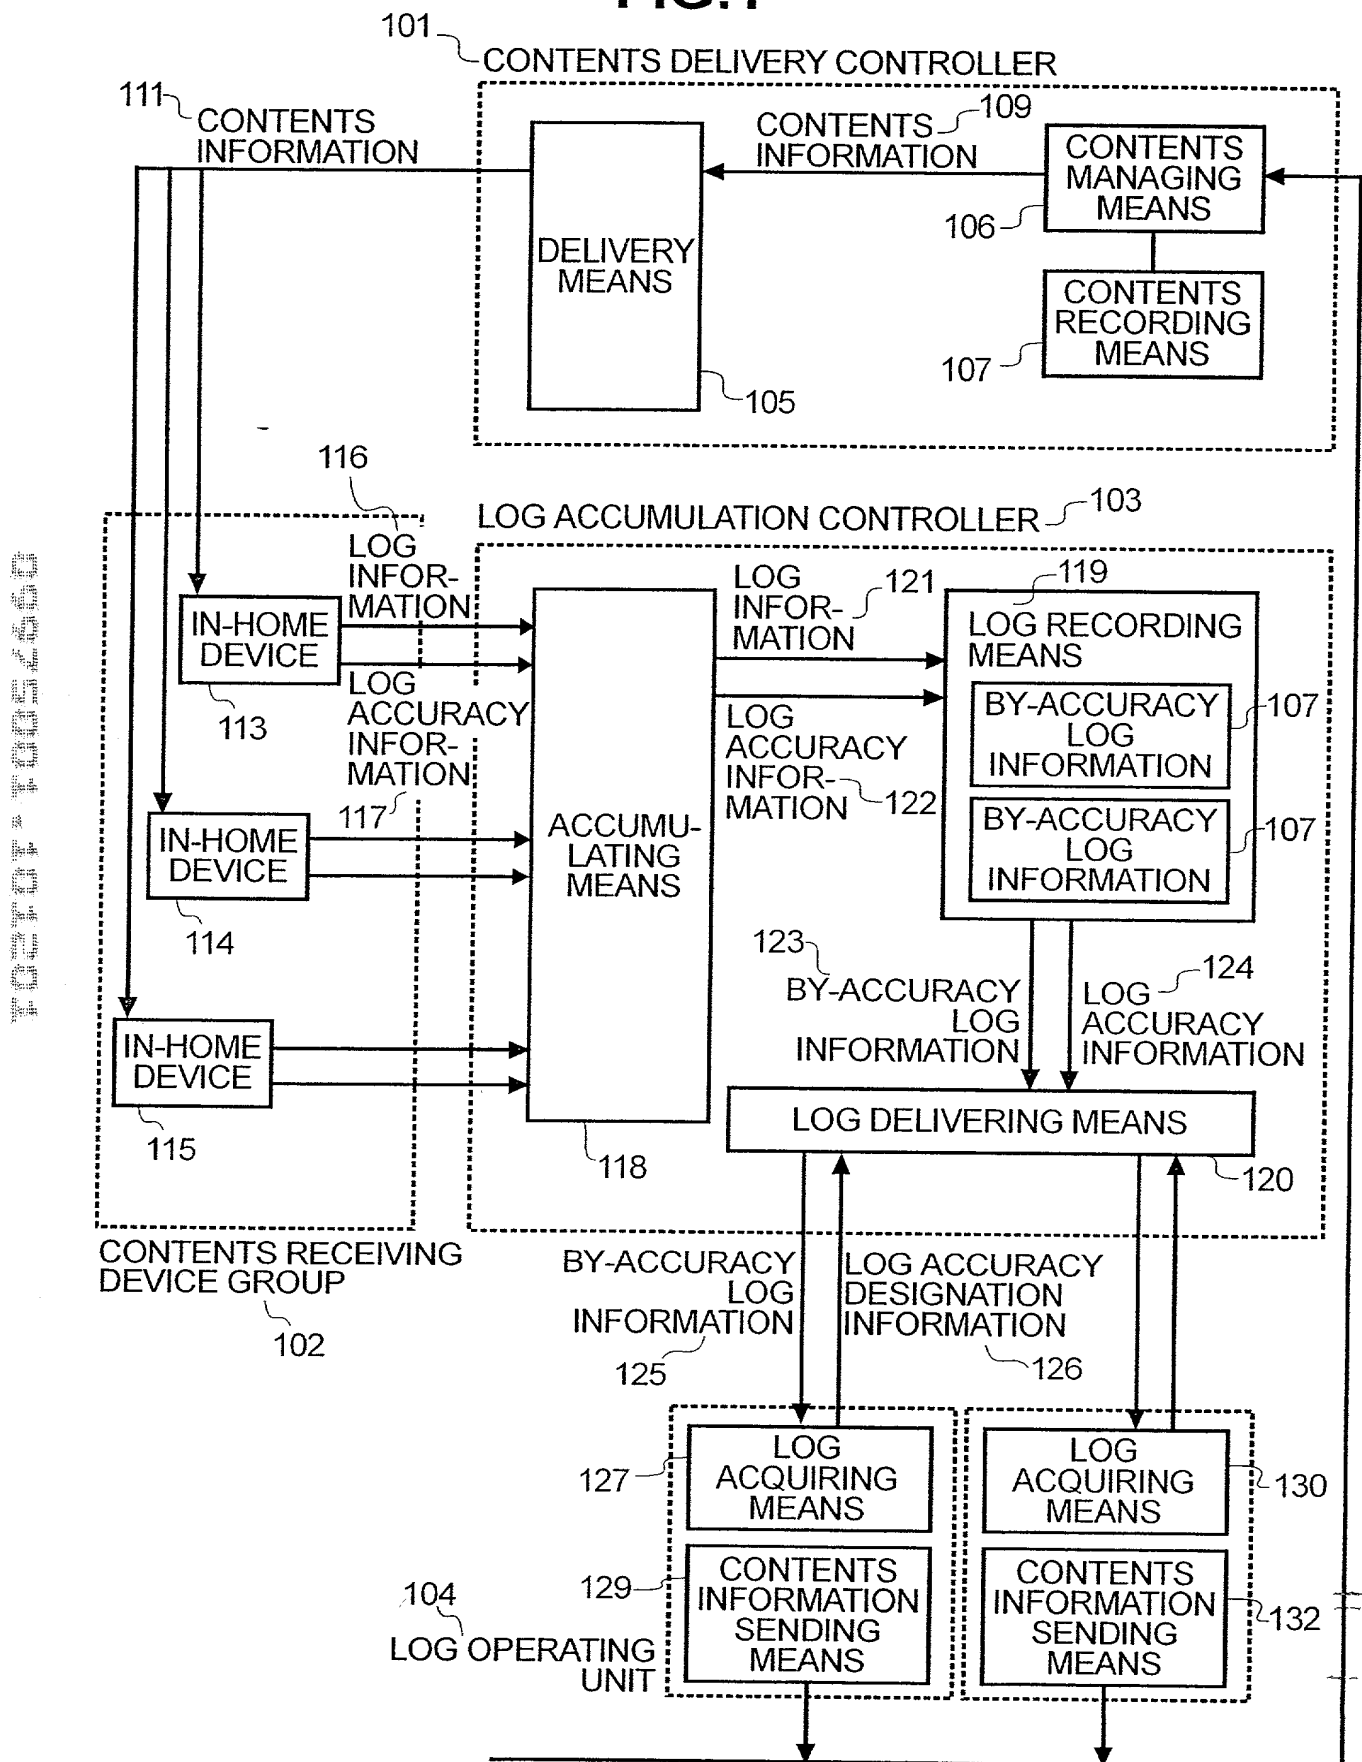 FIG.1
101
CONTENTS DELIVERY CONTROLLER
111
CONTENTS
INFORMATION
CONTENTS
INFORMATION
109
CONTENTS
MANAGING
MEANS
106
DELIVERY
MEANS
105
CONTENTS
RECORDING
MEANS
107
116
LOG ACCUMULATION CONTROLLER
103
LOG
INFOR-
MATION
IN-HOME
DEVICE
113
LOG
ACCURACY
INFOR-
MATION
117
IN-HOME
DEVICE
114
IN-HOME
DEVICE
115
CONTENTS RECEIVING
DEVICE GROUP
102
ACCUMU-
LATING
MEANS
118
LOG
INFOR-
MATION
121
LOG
ACCURACY
INFOR-
MATION
122
119
LOG RECORDING
MEANS
BY-ACCURACY
LOG
INFORMATION
107
BY-ACCURACY
LOG
INFORMATION
107
123
BY-ACCURACY
LOG
INFORMATION
LOG
ACCURACY
INFORMATION
124
LOG DELIVERING MEANS
120
BY-ACCURACY
LOG
INFORMATION
125
LOG ACCURACY
DESIGNATION
INFORMATION
126
LOG
ACQUIRING
MEANS
127
LOG
ACQUIRING
MEANS
130
CONTENTS
INFORMATION
SENDING
MEANS
129
CONTENTS
INFORMATION
SENDING
MEANS
132
104
LOG OPERATING
UNIT